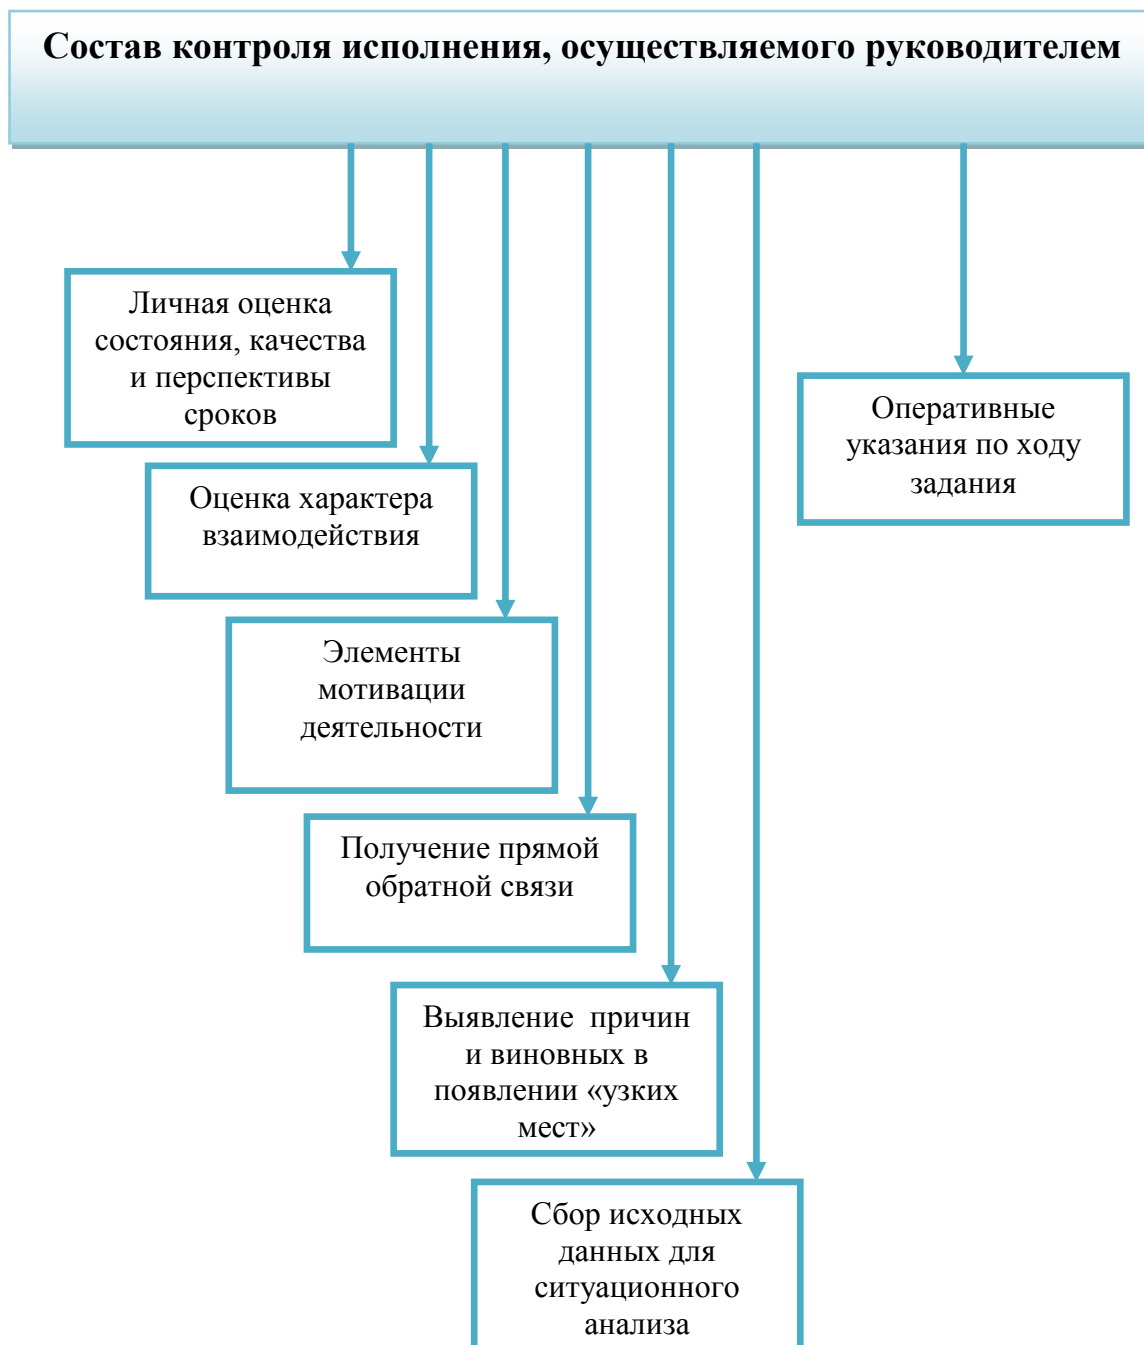 Состав контроля исполнения, осуществляемого руководителем
Личная оценка
состояния, качества
и перспективы
сроков
Оценка характера
взаимодействия
Элементы
мотивации
деятельности
Получение прямой
обратной связи
Выявление  причин
и виновных в
появлении «узких
мест»
Сбор исходных
данных для
ситуационного
анализа
Оперативные
указания по ходу
задания